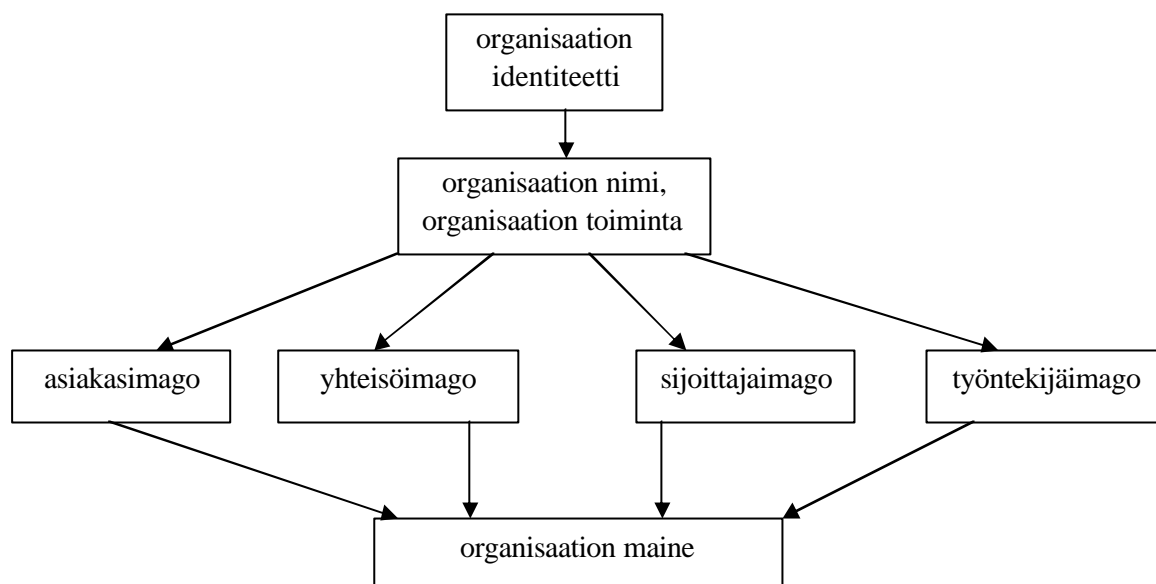 organisaation
identiteetti
organisaation nimi,
organisaation toiminta
asiakasimago
yhteisöimago
sijoittajaimago
työntekijäimago
organisaation maine